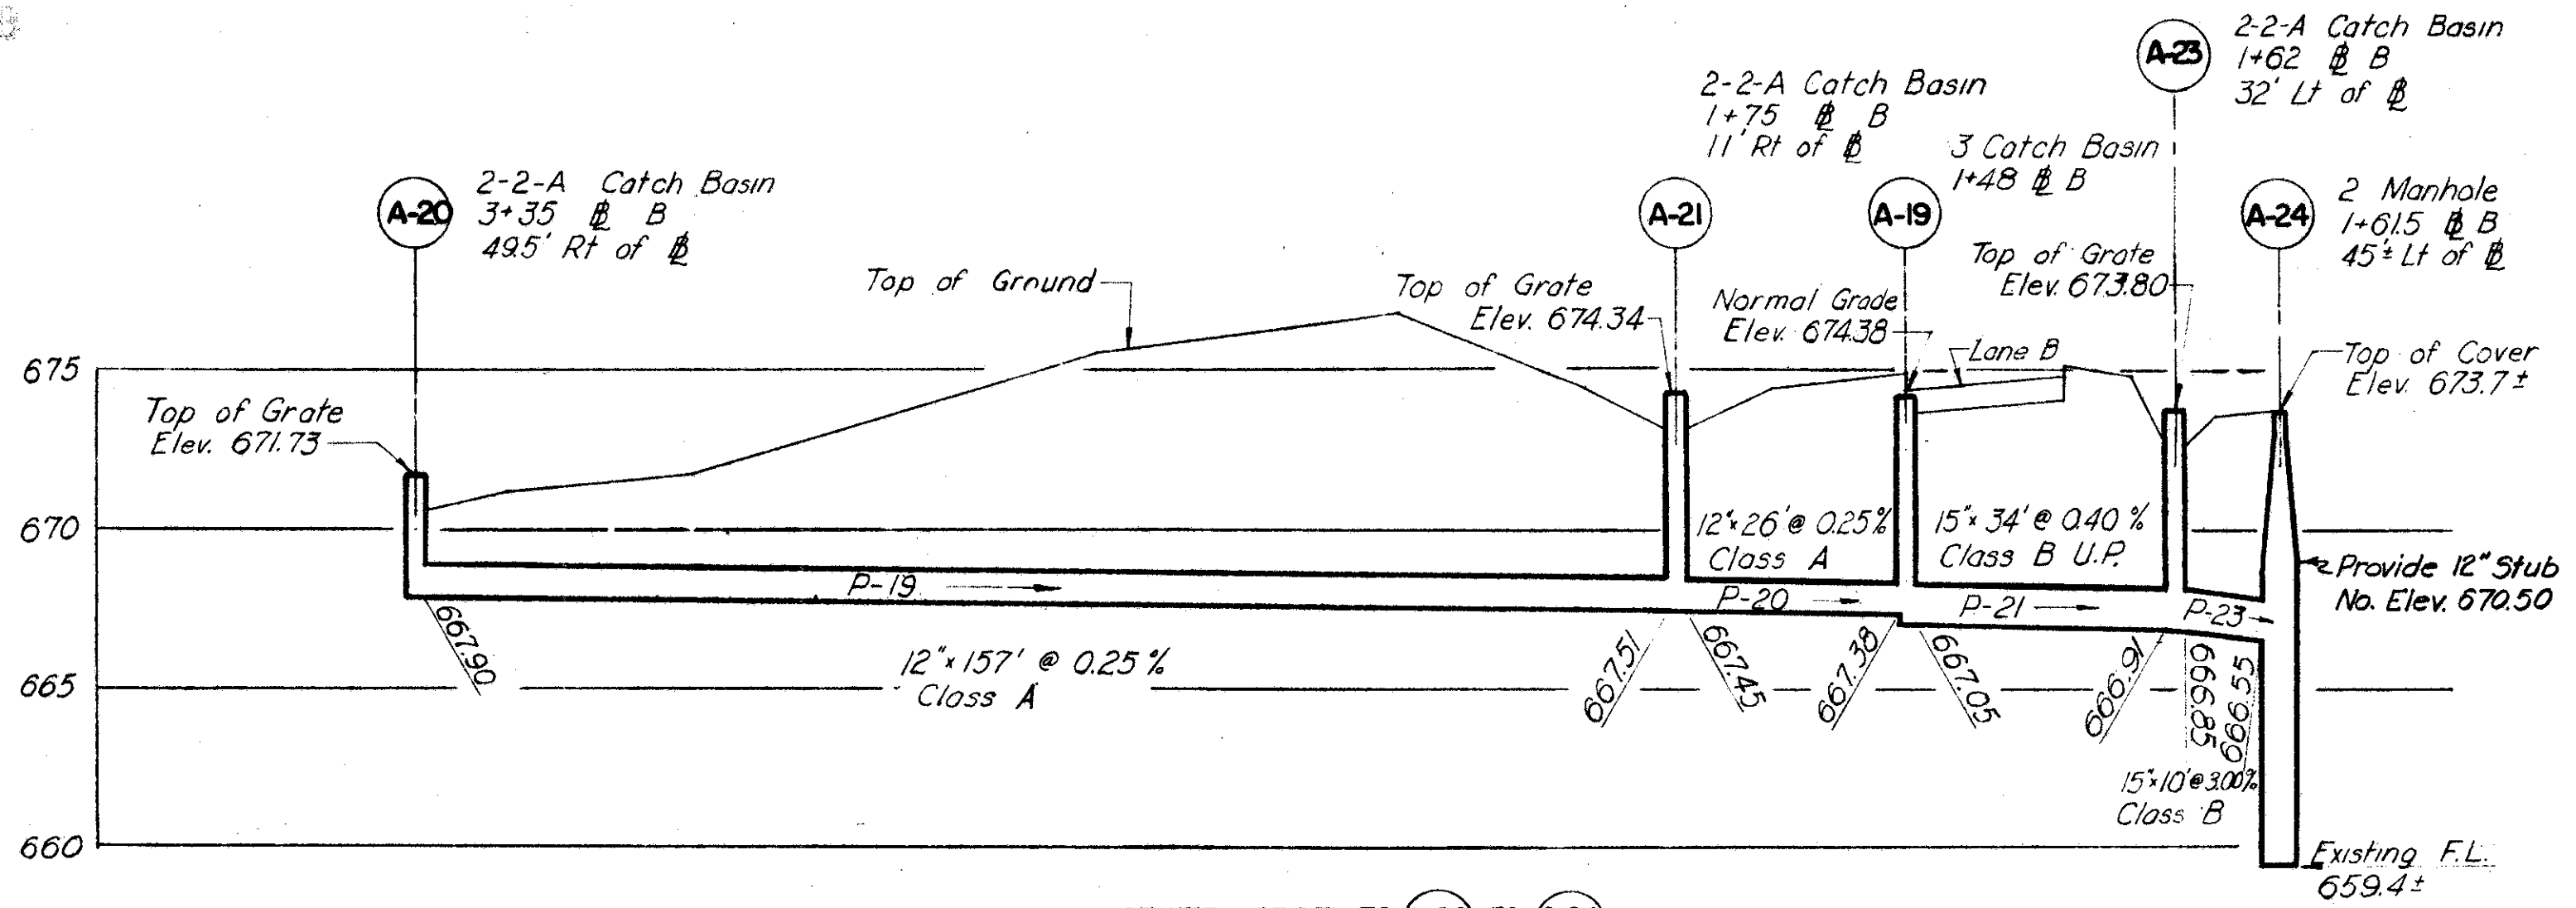 A-23
2-2-A Catch Basin
1+62 ⅊ B
32' Lt of ⅊
2-2-A Catch Basin
1+75 ⅊ B
11' Rt of ⅊
3 Catch Basin
1+48 ⅊ B
A-20
2-2-A Catch Basin
3+35 ⅊ B
49.5' Rt of ⅊
A-21
A-19
A-24
2 Manhole
1+61.5 ⅊ B
45'± Lt of ⅊
Top of Ground
Top of Grate
Elev. 674.34
Normal Grade
Elev. 674.38
Top of Grate
Elev. 673.80
Lane B
Top of Cover
Elev. 673.7±
675
Top of Grate
Elev. 671.73
670
12"x26' @ 0.25%
Class A
15"x 34' @ 0.40 %
Class B U.P.
Provide 12" Stub
No. Elev. 670.50
P-19
P-20
P-21
P-23
667.90
12"x 157' @ 0.25 %
Class A
667.51
667.45
667.38
667.05
666.91
666.85
666.55
665
15"x10' @ 3.00%
Class B
660
Existing F.L.
659.4±